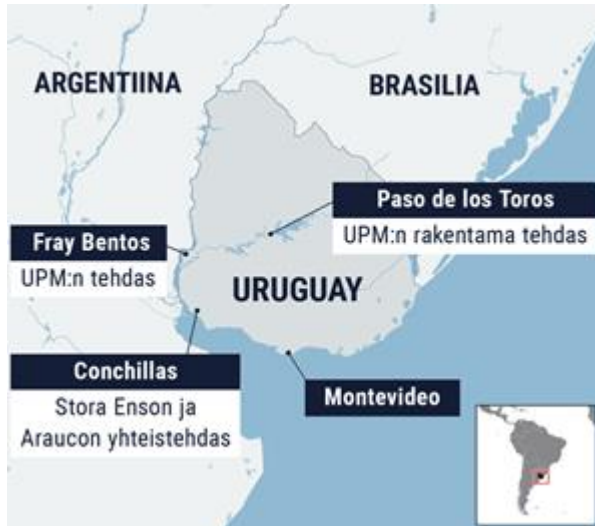 ARGENTIINA
BRASILIA
Paso de los Toros
UPM:n rakentama tehdas
Fray Bentos
UPM:n tehdas
URUGUAY
Conchillas
Stora Enson ja
Araucon yhteistehdas
Montevideo